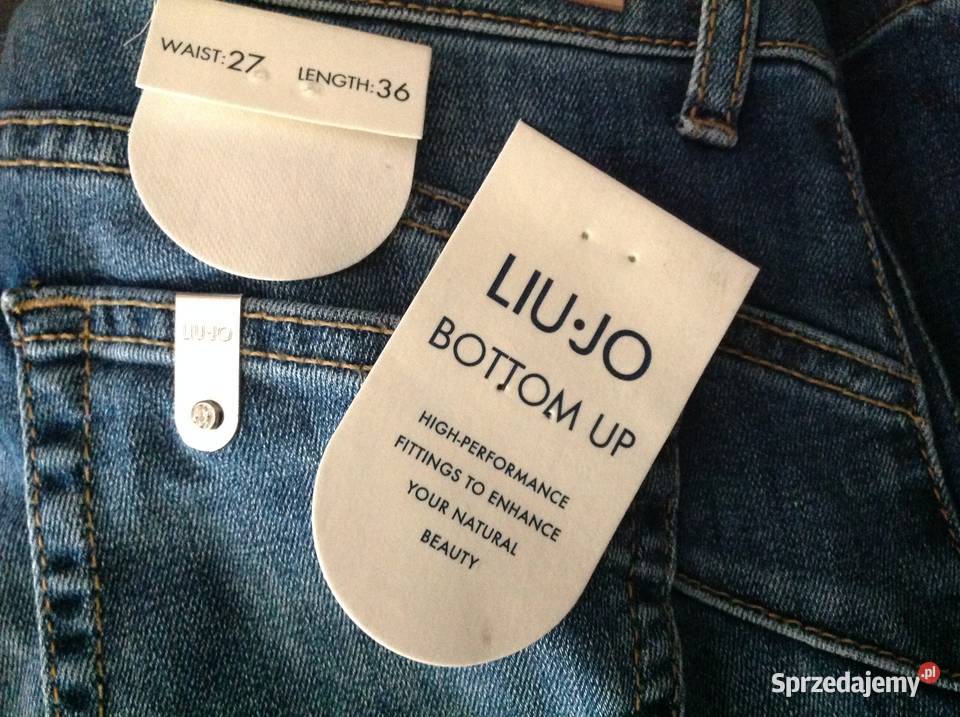 WAIST:27 LENGTH:36
LIU·JO
LIU·JO
BOTTOM UP
HIGH-PERFORMANCE
FITTINGS TO ENHANCE
YOUR NATURAL
BEAUTY
Sprzedajemy.pl